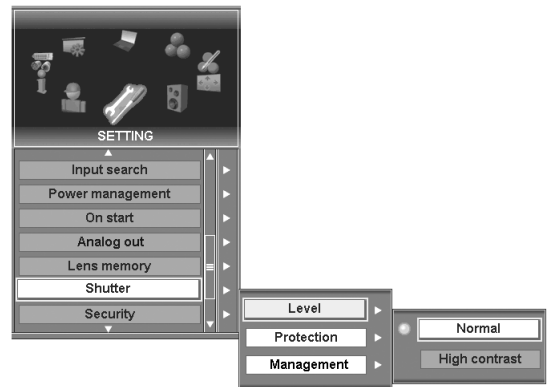 SETTING
Input search
Power management
On start
Analog out
Lens memory
Shutter
Security
Level
Protection
Management
Normal
High contrast